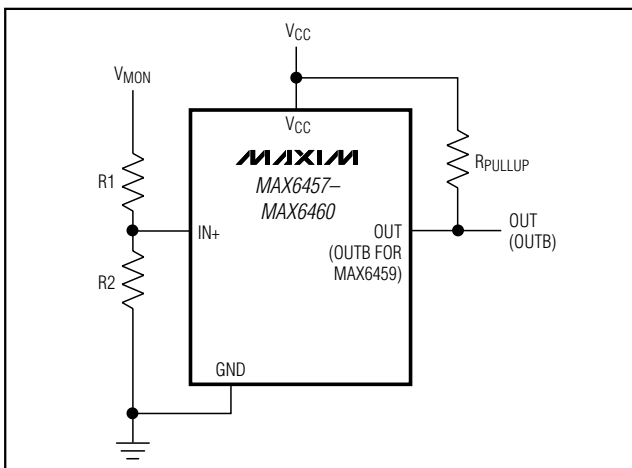 VCC
VMON
VCC
MAXIM
MAX6457–
MAX6460
R1
RPULLUP
IN+
OUT
(OUTB FOR
MAX6459)
OUT
(OUTB)
R2
GND